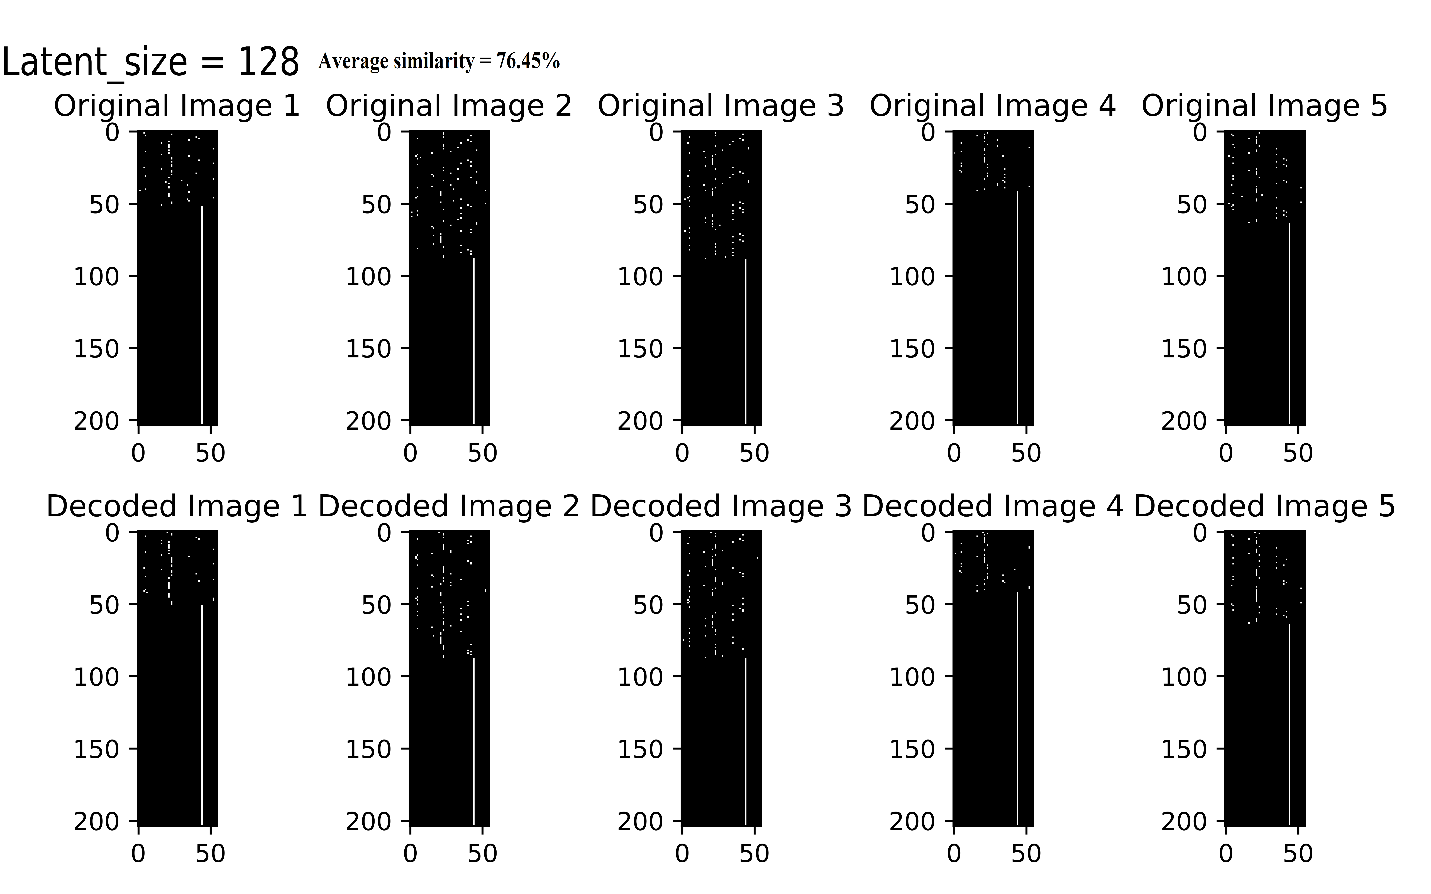 Latent_size = 128 Average similarity = 76.45%
Original Image 1 Original Image 2 Original Image 3 Original Image 4 Original Image 5
0 0 0 0 0
50 50 50 50 50
100 100 100 100 100
150 150 150 150 150
200 200 200 200 200
0 50 0 50 0 50 0 50 0 50
Decoded Image 1 Decoded Image 2 Decoded Image 3 Decoded Image 4 Decoded Image 5
0 0 0 0 0
50 50 50 50 50
100 100 100 100 100
150 150 150 150 150
200 200 200 200 200
0 50 0 50 0 50 0 50 0 50